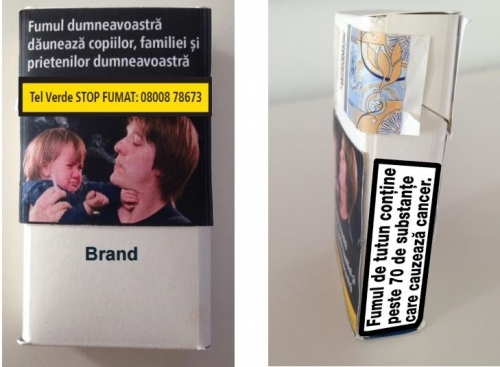 Fumul dumneavoastră
dăunează copiilor, familiei și
prietenilor dumneavoastră
Tel Verde STOP FUMAT: 08008 78673
Brand
Fumul de tutun conține
peste 70 de substanțe
care cauzează cancer.